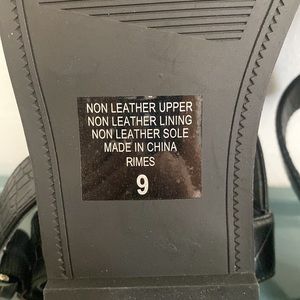 NON LEATHER UPPER
NON LEATHER LINING
NON LEATHER SOLE
MADE IN CHINA
RIMES
9